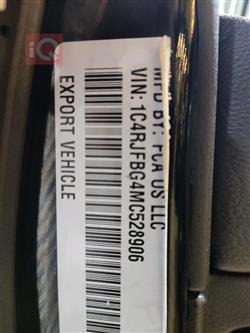 iQ
MFD BY: FCA US LLC
VIN: 1C4RJFBG4MC528906
EXPORT VEHICLE